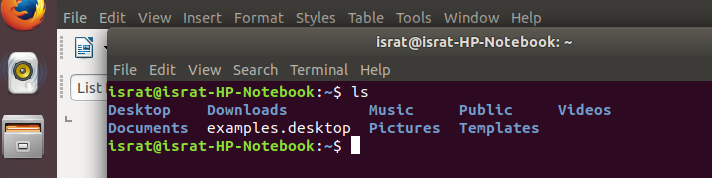 File Edit View Insert Format Styles Table Tools Window Help
israt@israt-HP-Notebook: ~
File Edit View Search Terminal Help
List
israt@israt-HP-Notebook:~$ ls
Desktop Downloads Music Public Videos
Documents examples.desktop Pictures Templates
israt@israt-HP-Notebook:~$